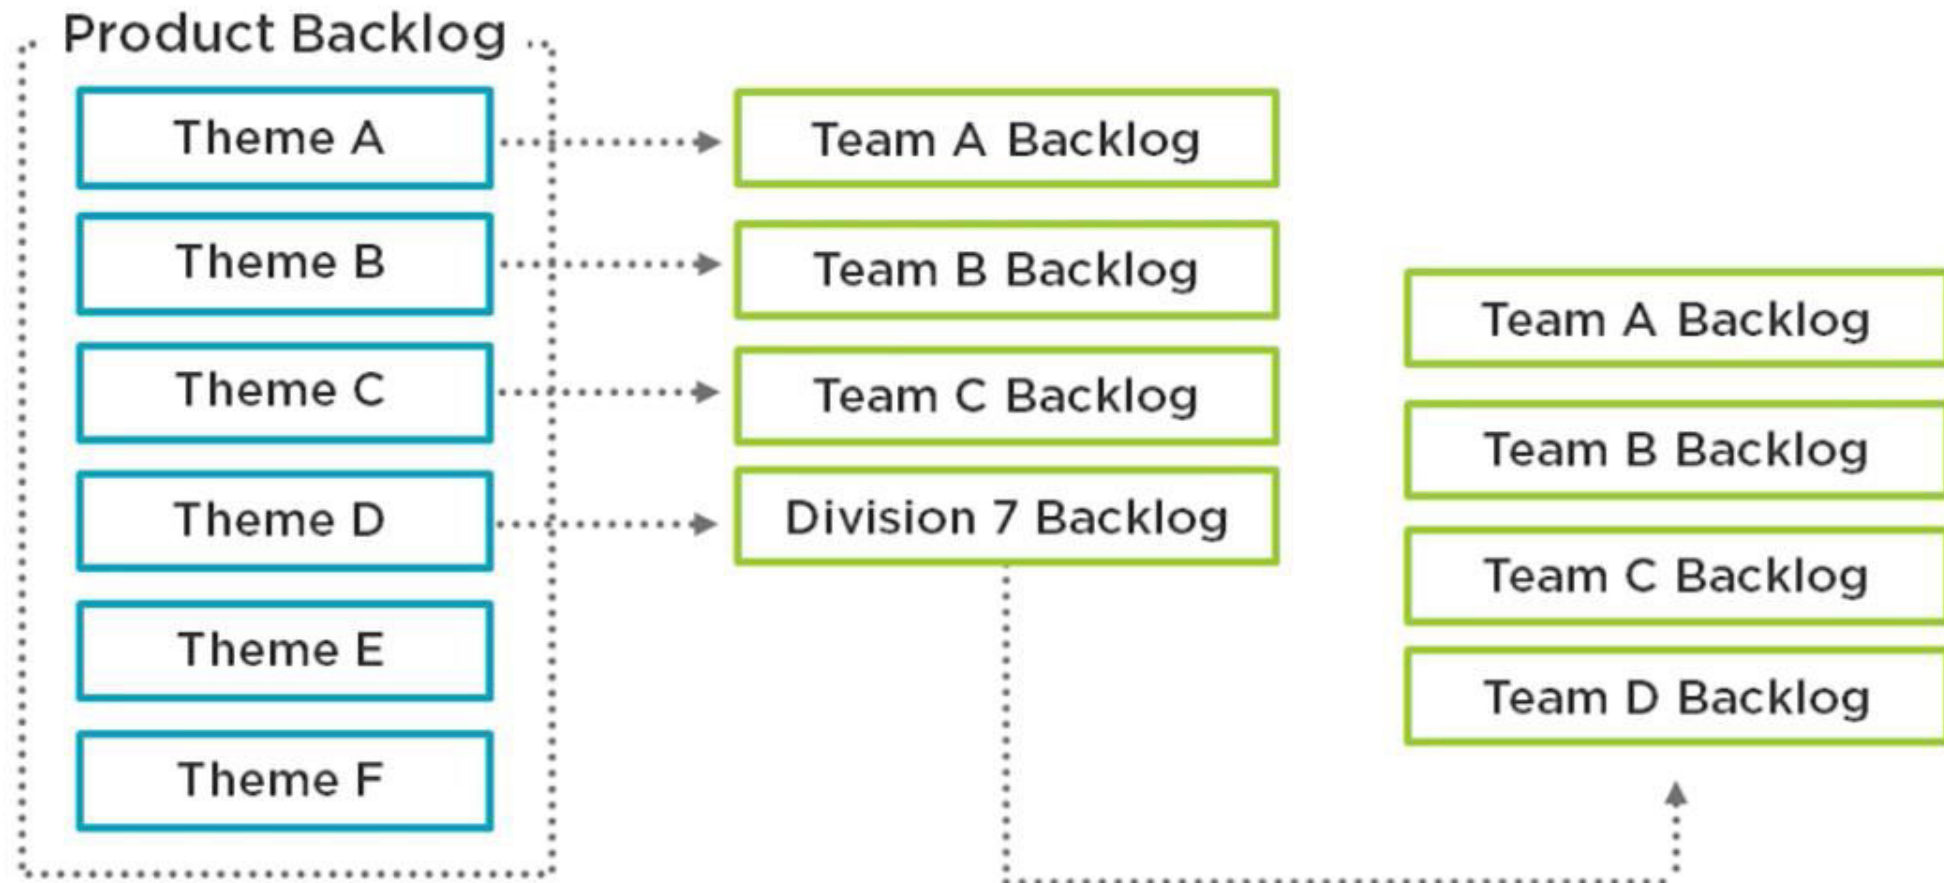 Product Backlog
Theme A
Theme B
Theme C
Theme D
Theme E
Theme F
Team A Backlog
Team B Backlog
Team C Backlog
Division 7 Backlog
Team A Backlog
Team B Backlog
Team C Backlog
Team D Backlog